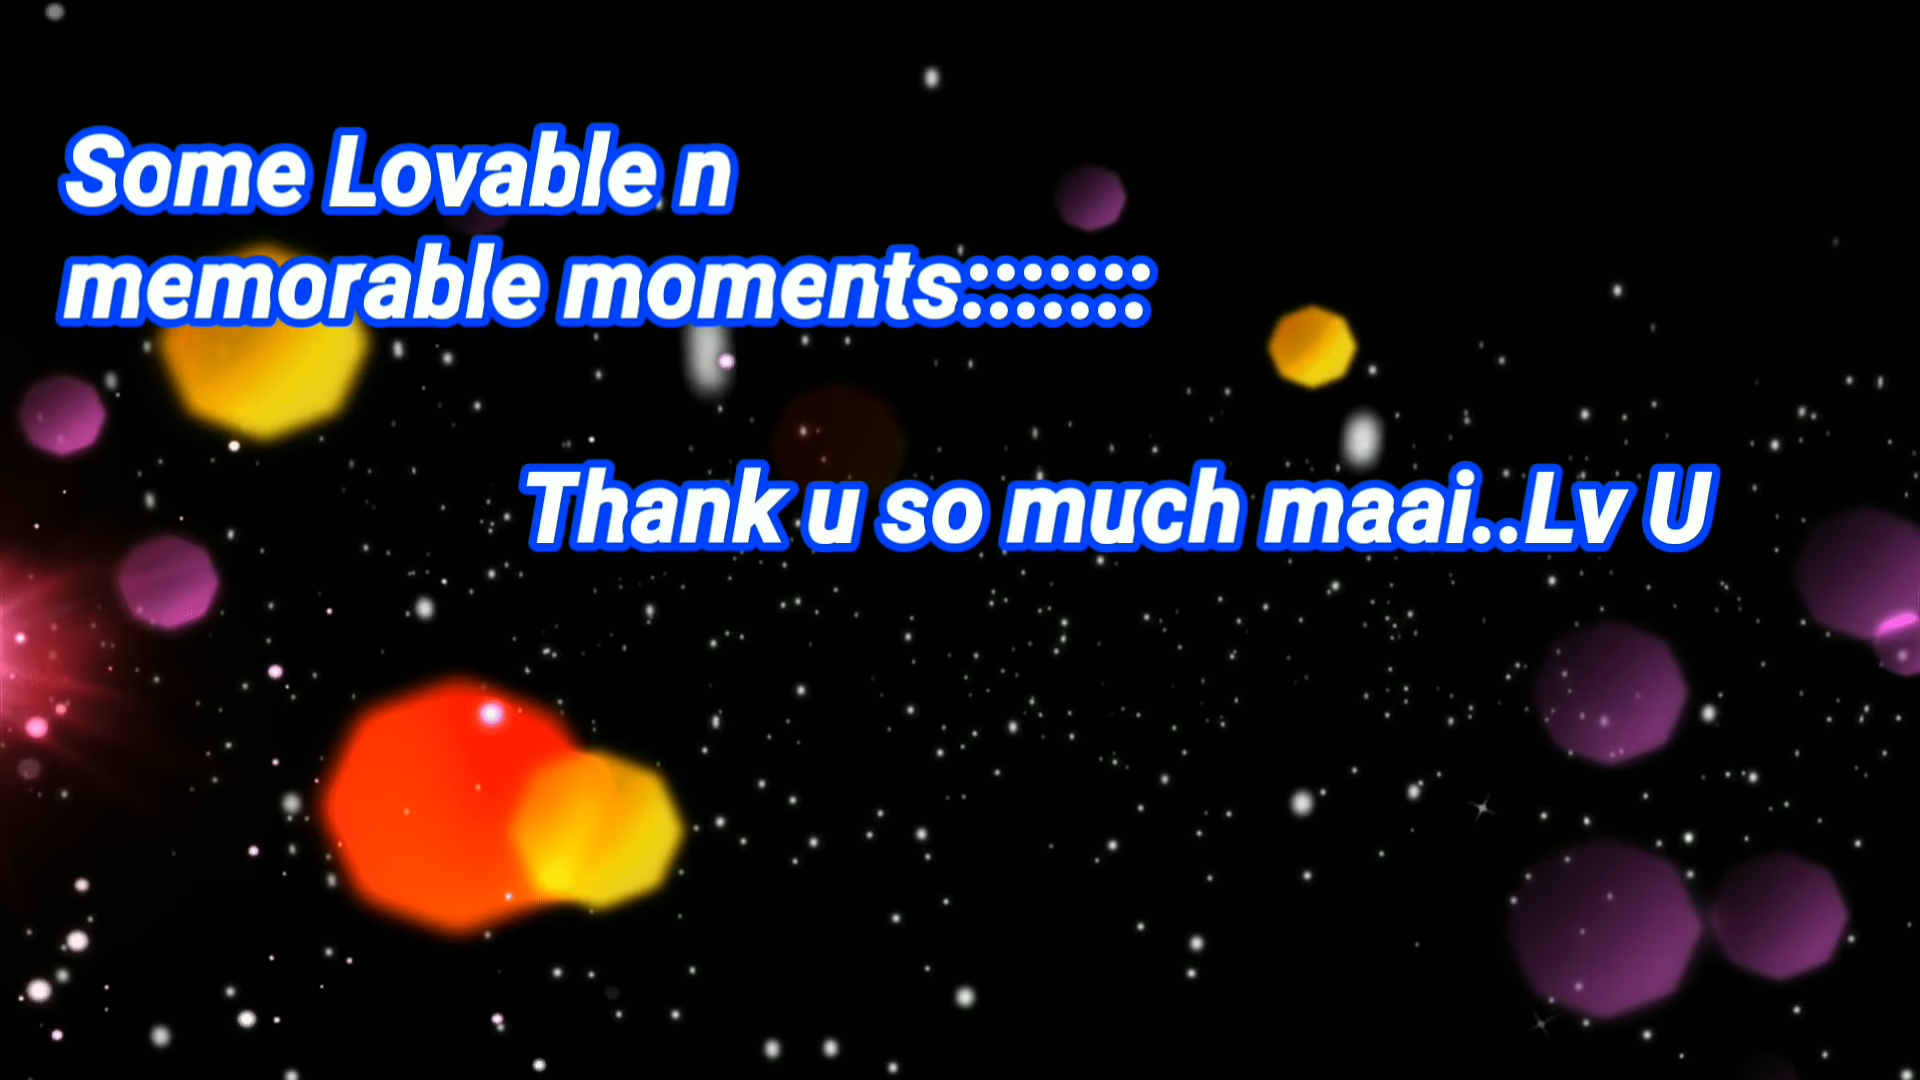 Some Lovable n
memorable moments:::::::
Thank u so much maai..Lv U